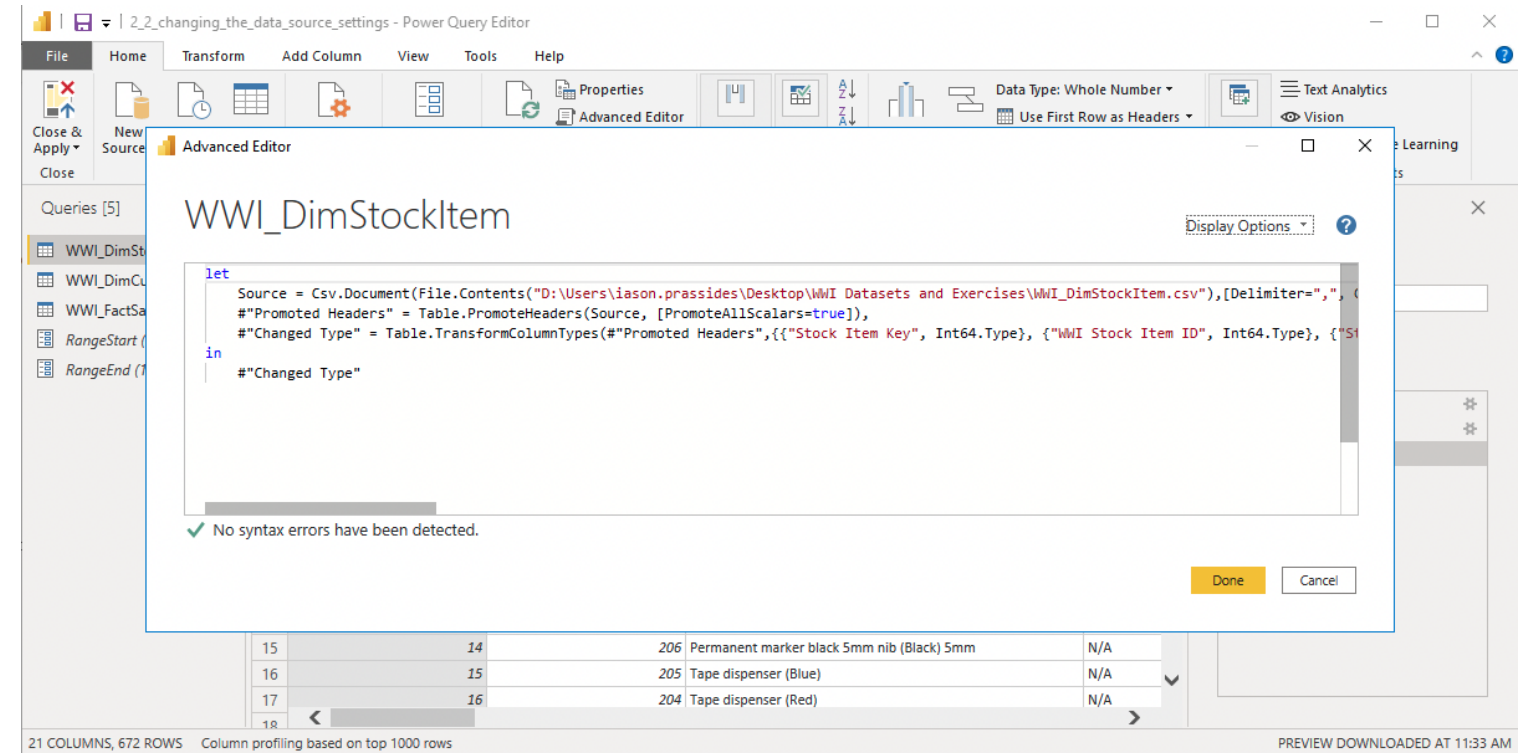 2_2_changing_the_data_source_settings - Power Query Editor
File Home Transform Add Column View Tools Help
Properties
Data Type: Whole Number
Text Analytics
Advanced Editor
Use First Row as Headers
Vision
Close &
Apply
New
Source
Learning
Close
Advanced Editor
Queries [5]
WWI_DimStockItem
Display Options
WWI_DimSt
WWI_DimCu
WWI_FactSa
RangeStart (
RangeEnd (1
let
Source = Csv.Document(File.Contents("D:\Users\iason.prassides\Desktop\WWI Datasets and Exercises\WWI_DimStockItem.csv"),[Delimiter=",",
#"Promoted Headers" = Table.PromoteHeaders(Source, [PromoteAllScalars=true]),
#"Changed Type" = Table.TransformColumnTypes(#"Promoted Headers",{{"Stock Item Key", Int64.Type}, {"WWI Stock Item ID", Int64.Type}, {"St
in
#"Changed Type"
No syntax errors have been detected.
Done Cancel
15 14 206 Permanent marker black 5mm nib (Black) 5mm N/A
16 15 205 Tape dispenser (Blue) N/A
17 16 204 Tape dispenser (Red) N/A
18
21 COLUMNS, 672 ROWS Column profiling based on top 1000 rows PREVIEW DOWNLOADED AT 11:33 AM